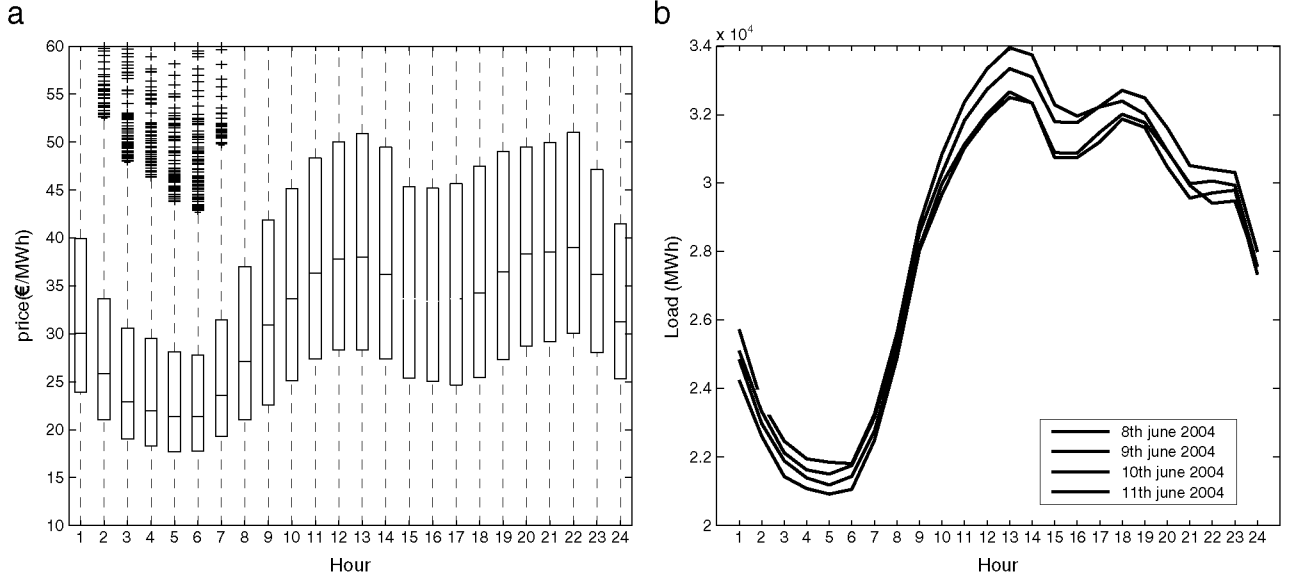 a
60
55
50
45
40
35
30
25
20
15
10
price(€/MWh)
1 2 3 4 5 6 7 8 9 10 11 12 13 14 15 16 17 18 19 20 21 22 23 24
Hour
b
x 10⁴
3.4
3.2
3
2.8
2.6
2.4
2.2
2
Load (MWh)
8th june 2004
9th june 2004
10th june 2004
11th june 2004
1 2 3 4 5 6 7 8 9 10 11 12 13 14 15 16 17 18 19 20 21 22 23 24
Hour